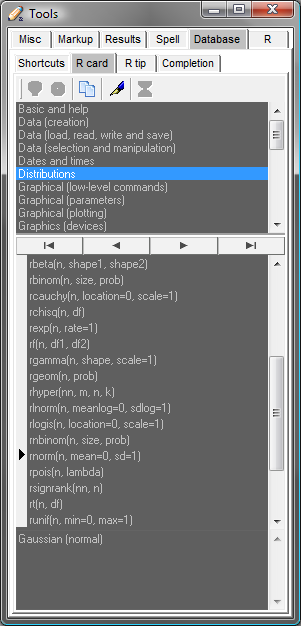 Tools
Misc Markup Results Spell Database R
Shortcuts R card R tip Completion
Basic and help
Data (creation)
Data (load, read, write and save)
Data (selection and manipulation)
Dates and times
Distributions
Graphical (low-level commands)
Graphical (parameters)
Graphical (plotting)
Graphics (devices)
rbeta(n, shape1, shape2)
rbinom(n, size, prob)
rcauchy(n, location=0, scale=1)
rchisq(n, df)
rexp(n, rate=1)
rf(n, df1, df2)
rgamma(n, shape, scale=1)
rgeom(n, prob)
rhyper(nn, m, n, k)
rlnorm(n, meanlog=0, sdlog=1)
rlogis(n, location=0, scale=1)
rnbinom(n, size, prob)
rnorm(n, mean=0, sd=1)
rpois(n, lambda)
rsignrank(nn, n)
rt(n, df)
runif(n, min=0, max=1)
Gaussian (normal)